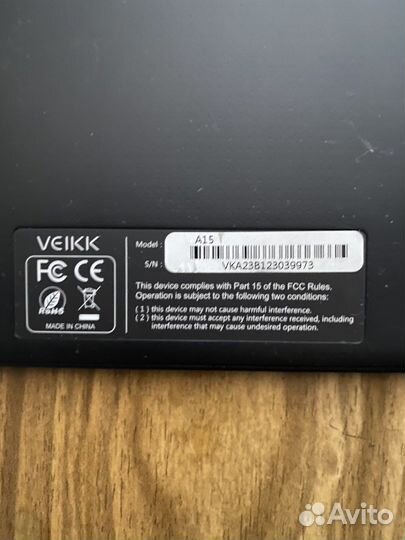 VEIKK
Model: A15
S/N: VKA23B123039973
FC CE
RoHS
MADE IN CHINA
This device complies with Part 15 of the FCC Rules.
Operation is subject to the following two conditions:
( 1 ) this device may not cause harmful interference
( 2 ) this device must accept any interference received, including
interference that may cause undesired operation.
Avito